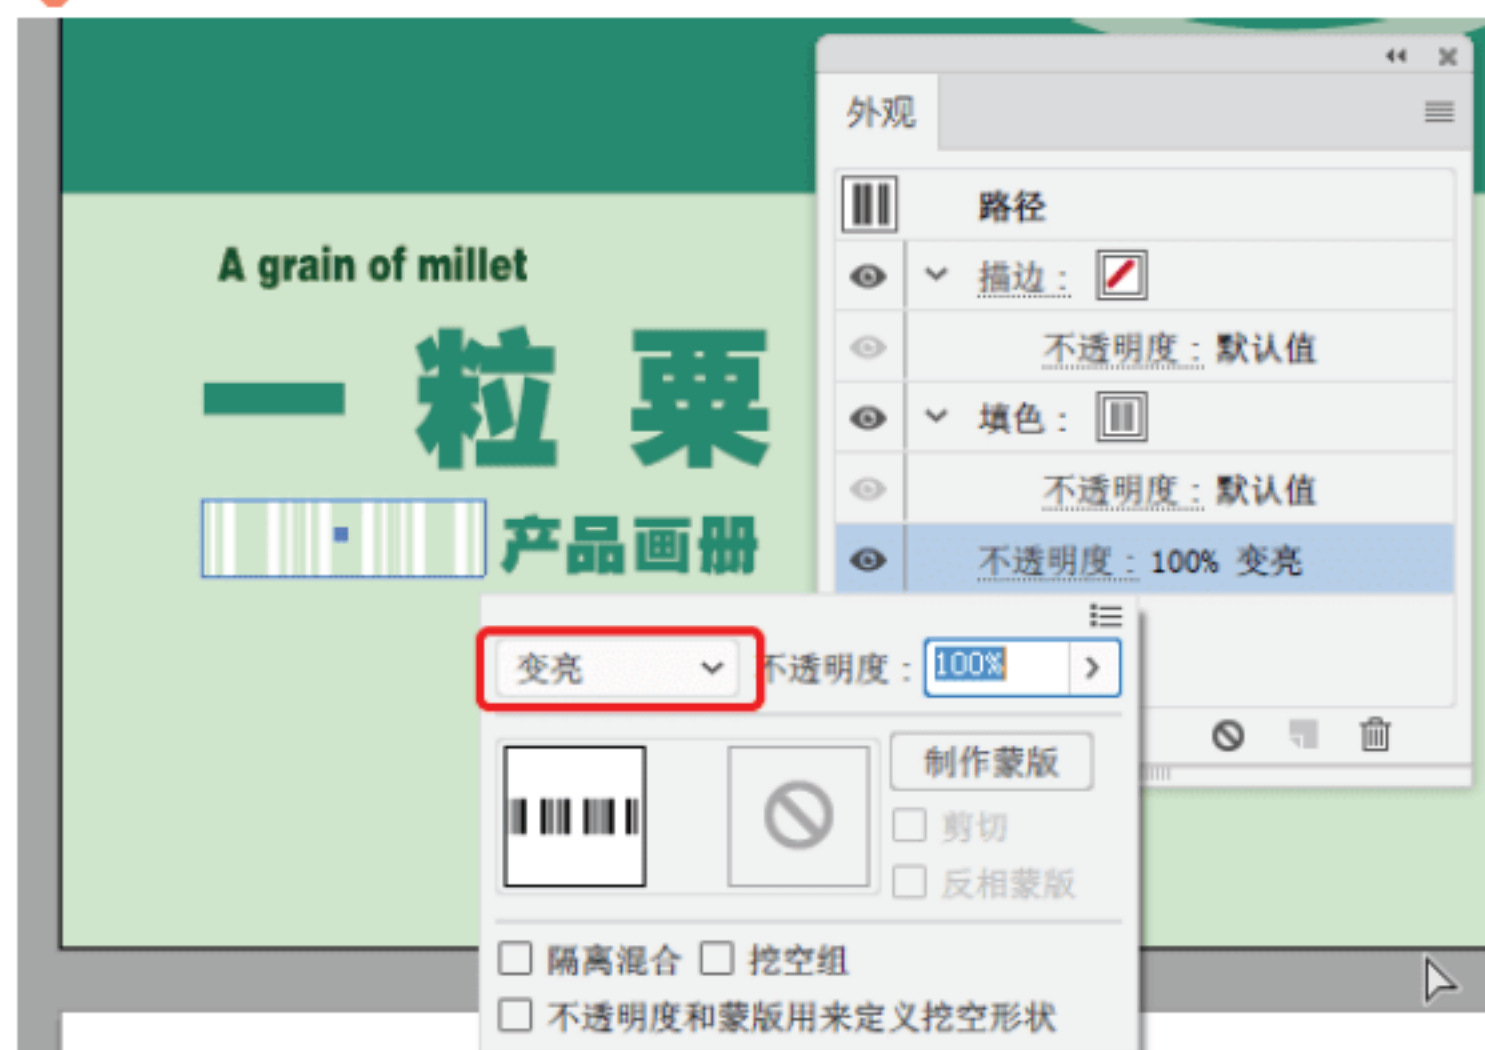 外观
路径
A grain of millet
描边：
不透明度：默认值
一粒粟
填色：
不透明度：默认值
产品画册
不透明度：100% 变亮
变亮
不透明度：100%
制作蒙版
剪切
反相蒙版
隔离混合 挖空组
不透明度和蒙版用来定义挖空形状